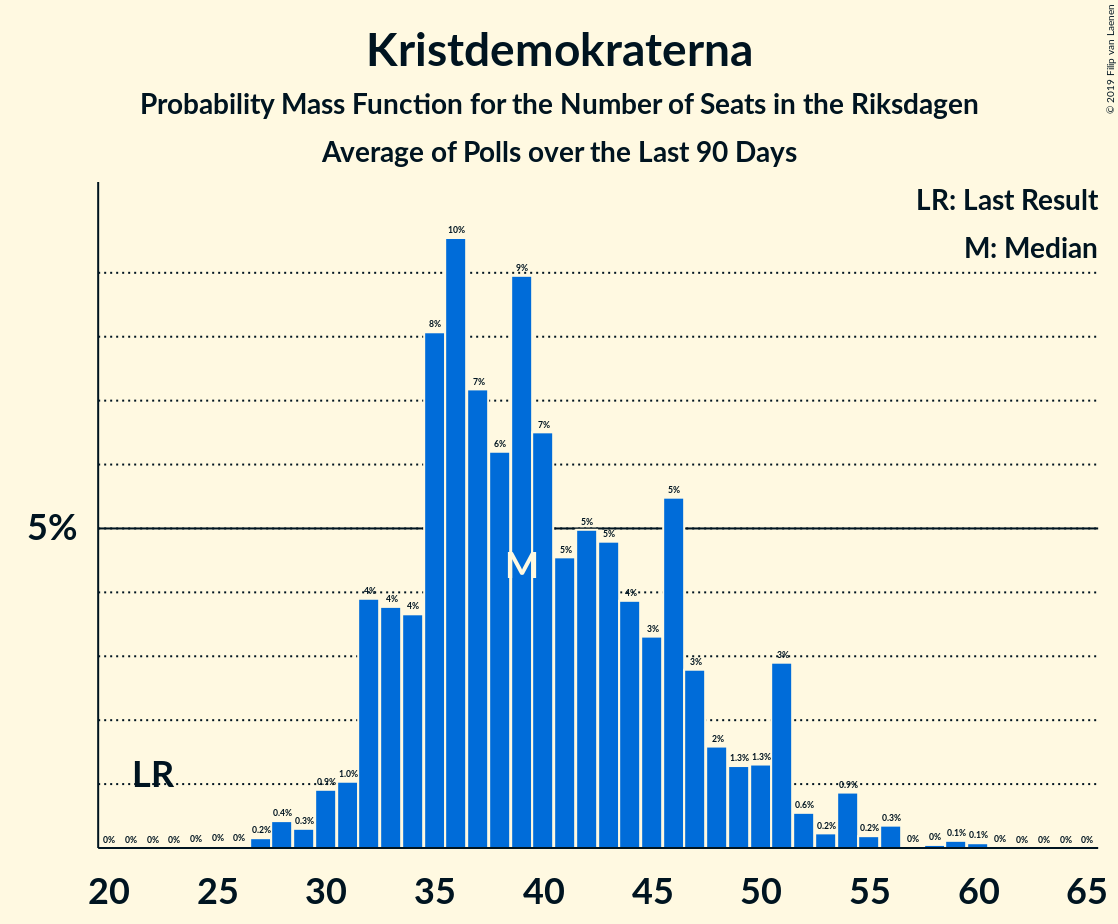 Kristdemokraterna
Probability Mass Function for the Number of Seats in the Riksdagen
Average of Polls over the Last 90 Days
© 2019 Filip van Laenen
LR: Last Result
M: Median
5%
0% 0% 0% 0% 0% 0% 0% 0.2% 0.4% 0.3% 0.9% 1.0% 4% 4% 4% 8% 10% 7% 6% 9% 7% 5% 5% 5% 4% 3% 5% 3% 2% 1.3% 1.3% 3% 0.6% 0.2% 0.9% 0.2% 0.3% 0% 0% 0.1% 0.1% 0% 0% 0% 0% 0%
M
LR
20 25 30 35 40 45 50 55 60 65